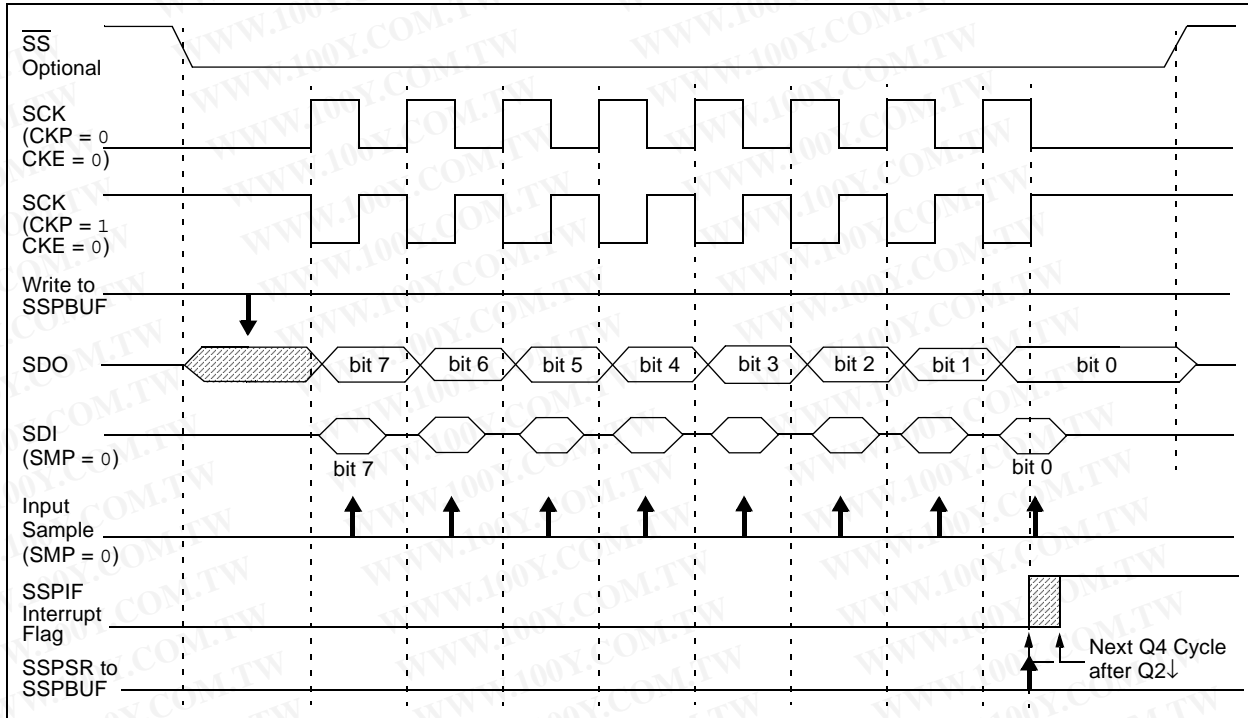 SS
Optional
SCK
(CKP = 0
CKE = 0)
SCK
(CKP = 1
CKE = 0)
Write to
SSPBUF
SDO
bit 7
bit 6
bit 5
bit 4
bit 3
bit 2
bit 1
bit 0
SDI
(SMP = 0)
bit 7
bit 0
Input
Sample
(SMP = 0)
SSPIF
Interrupt
Flag
Next Q4 Cycle
after Q2↓
SSPSR to
SSPBUF
WWW.100Y.COM.TW